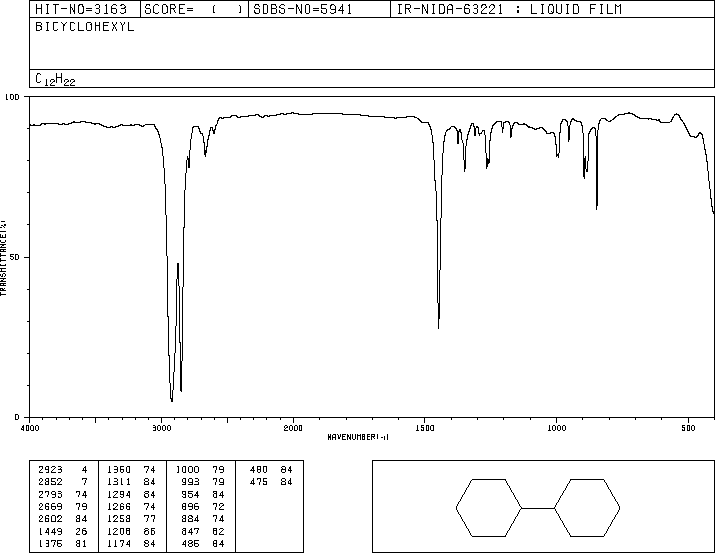 HIT-NO=3163 SCORE= ( ) SDBS-NO=5941 IR-NIDA-63221 : LIQUID FILM
BICYCLOHEXYL
C12H22
100
50
0
TRANSMITTANCE(%)
4000 3000 2000 1500 1000 500
WAVENUMBER(-1)
2923 4 1360 74 1000 79 480 84
2852 7 1311 84 993 79 475 84
2793 74 1294 84 954 84
2669 79 1266 74 896 72
2602 84 1258 77 884 74
1449 26 1208 86 847 62
1376 81 1174 84 486 84